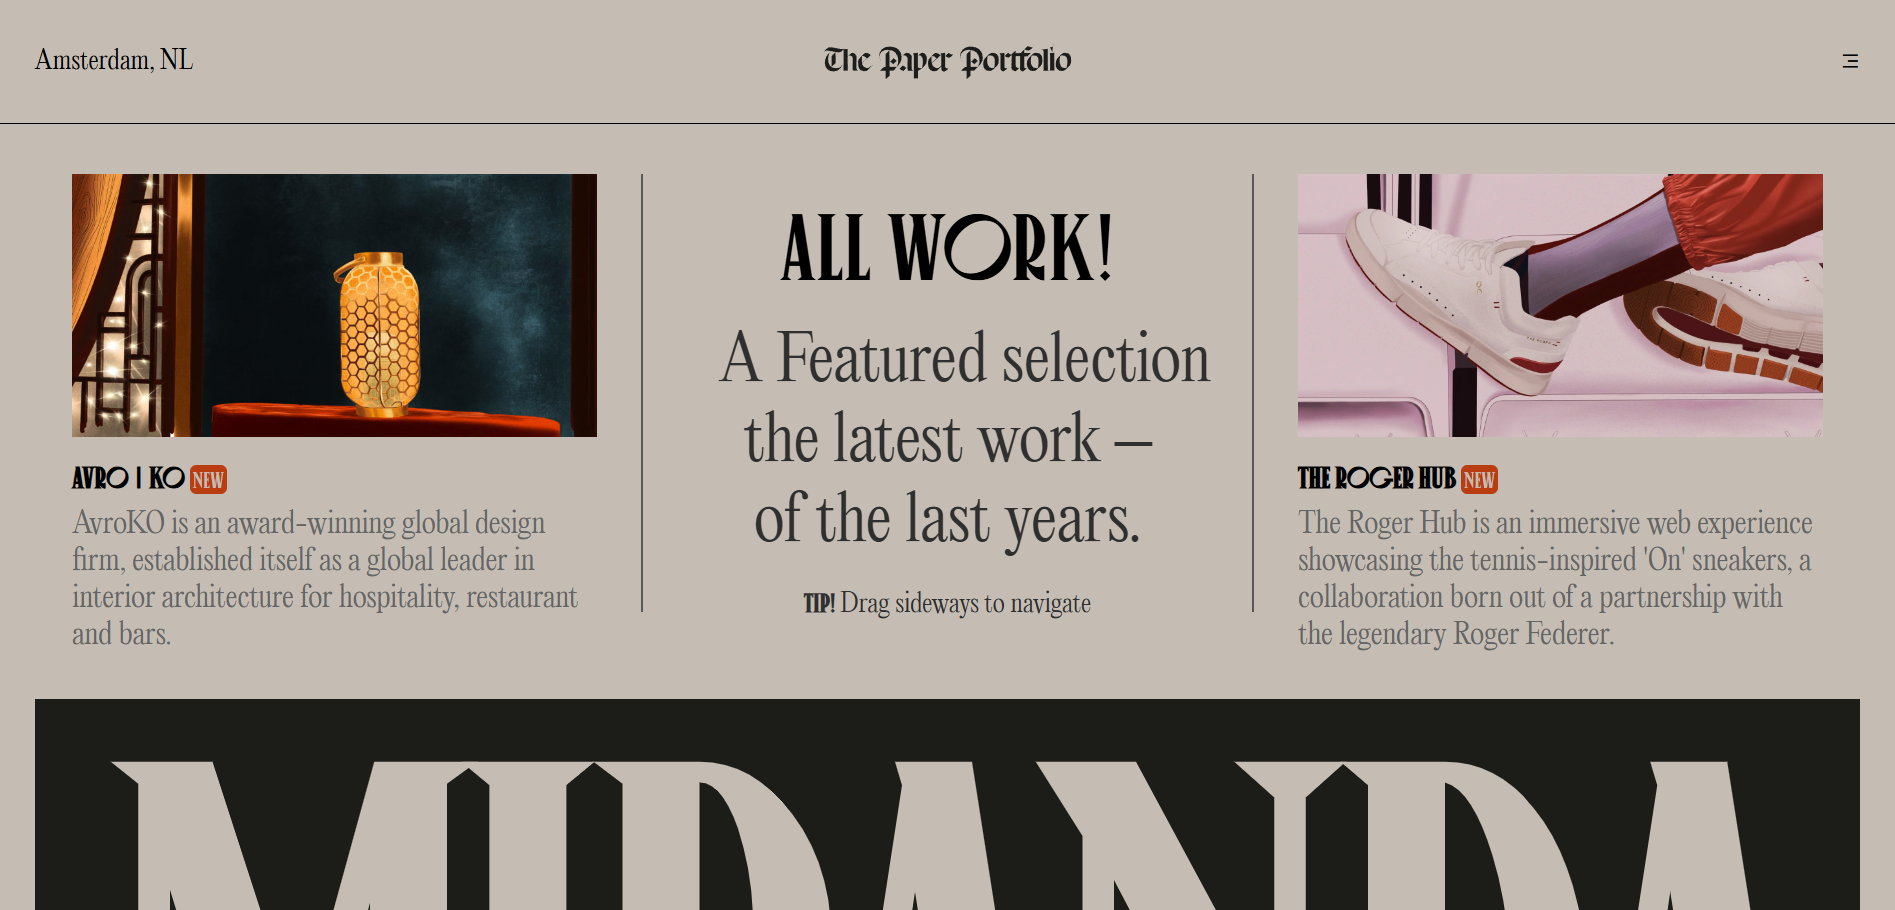 Amsterdam, NL
The Paper Portfolio
AVRO | KO NEW
AvroKO is an award-winning global design
firm, established itself as a global leader in
interior architecture for hospitality, restaurant
and bars.
ALL WORK!
A Featured selection
the latest work –
of the last years.
TIP! Drag sideways to navigate
THE ROGER HUB NEW
The Roger Hub is an immersive web experience
showcasing the tennis-inspired 'On' sneakers, a
collaboration born out of a partnership with
the legendary Roger Federer.